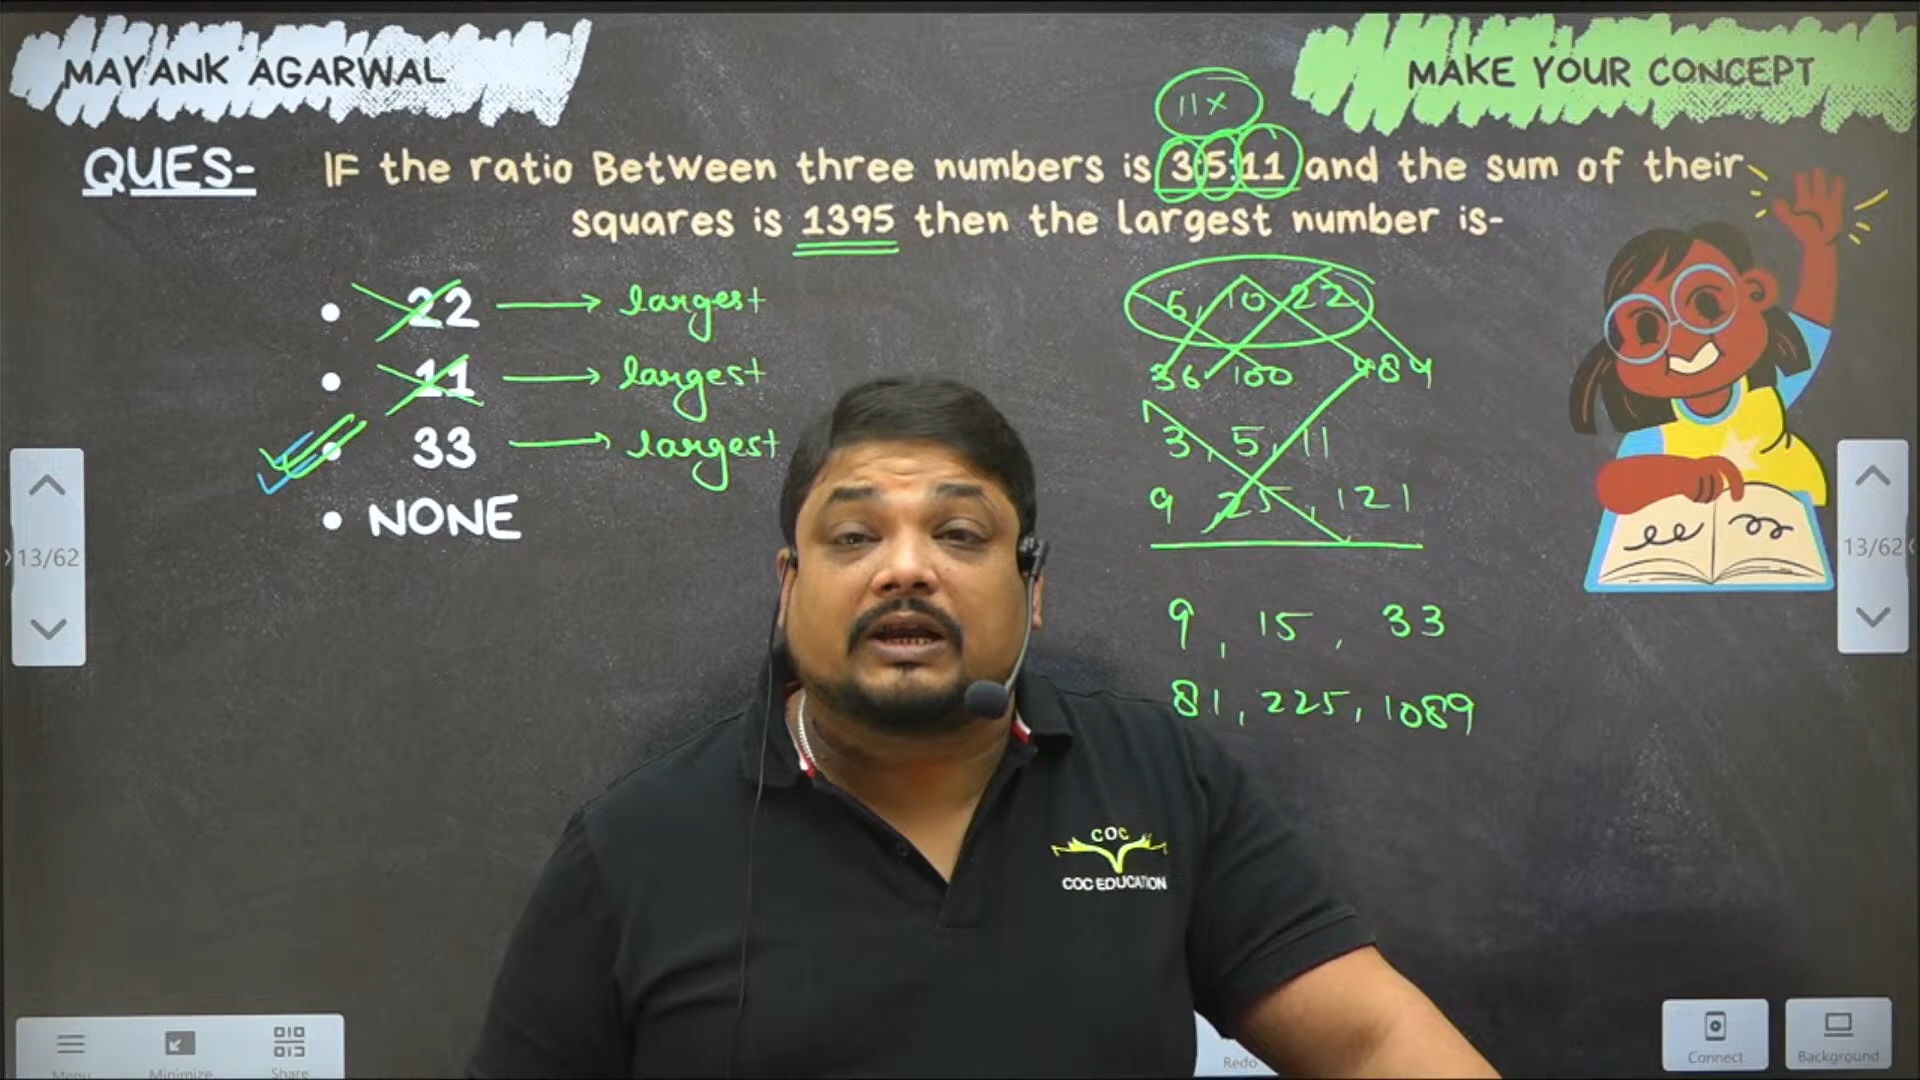 MAYANK AGARWAL
MAKE YOUR CONCEPT
11x
QUES- IF the ratio Between three numbers is 3:5:11 and the sum of their
squares is 1395 then the largest number is-
• 22 → largest
• 11 → largest
• 33 → largest
• NONE
6, 10, 22
36 100 484
3, 5, 11
9 25, 121
9, 15, 33
81, 225, 1089
13/62
13/62
COC
COC EDUCATION
Menu
Minimize
Share
Redo
Connect
Background